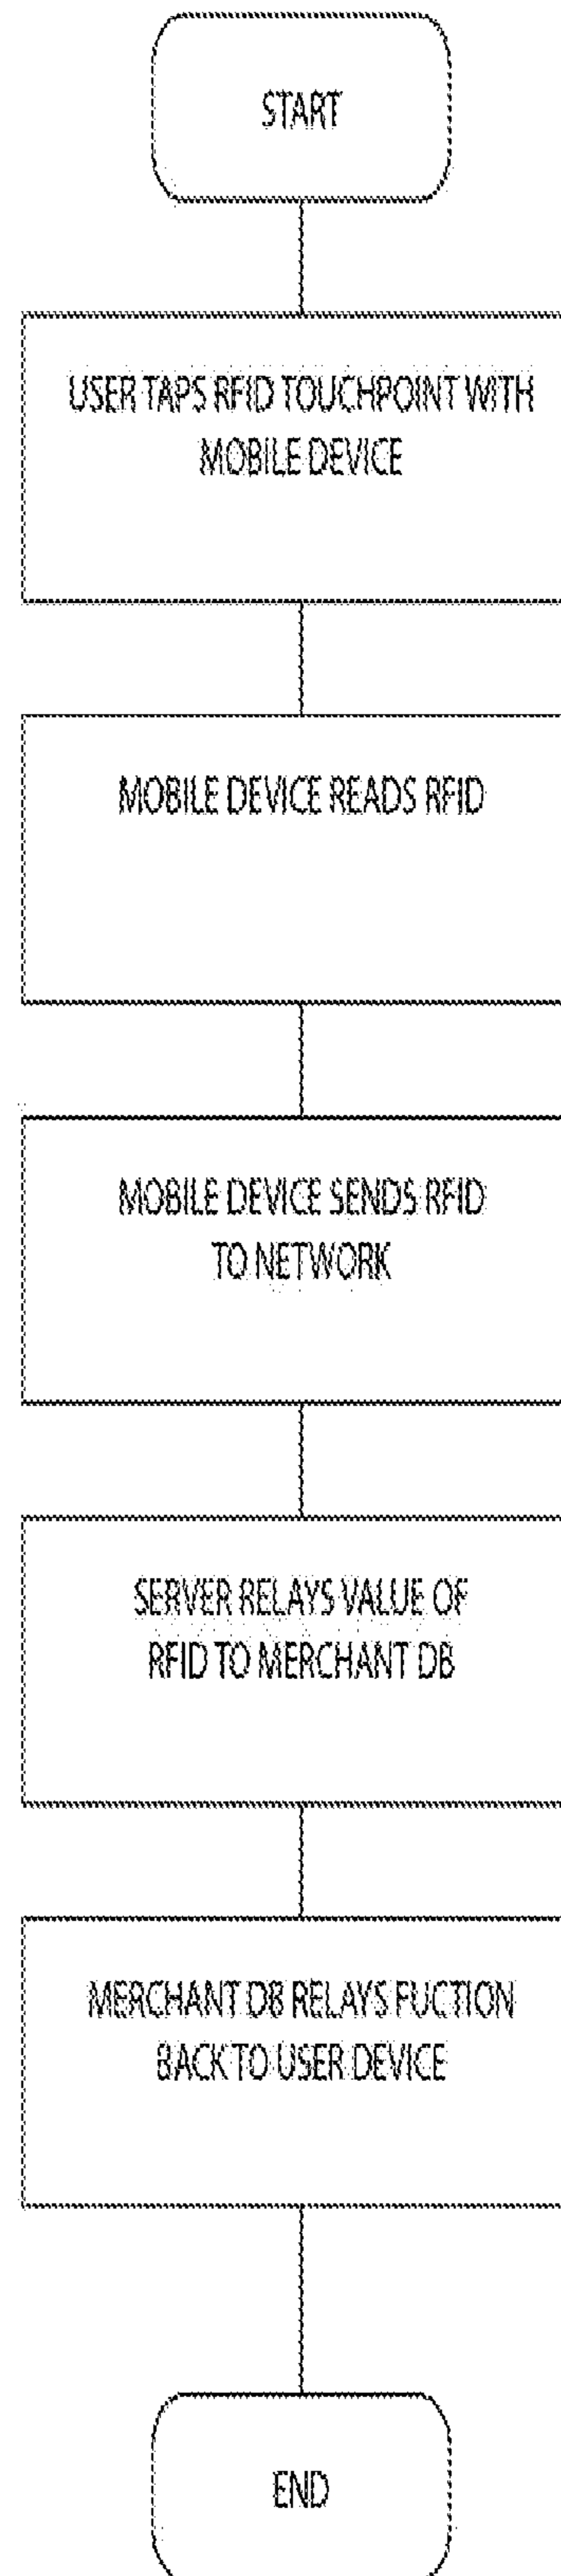 START
USER TAPS RFID TOUCHPOINT WITH
MOBILE DEVICE
MOBILE DEVICE READS RFID
MOBILE DEVICE SENDS RFID
TO NETWORK
SERVER RELAYS VALUE OF
RFID TO MERCHANT DB
MERCHANT DB RELAYS FUCTION
BACK TO USER DEVICE
END